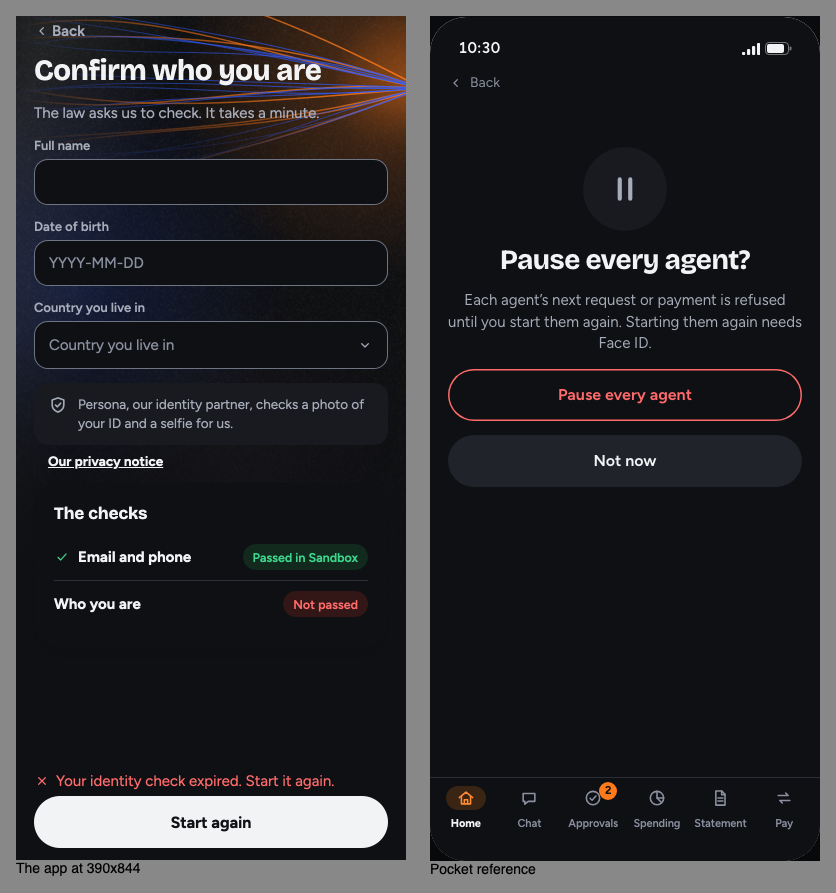 Back
Confirm who you are
The law asks us to check. It takes a minute.
Full name
Date of birth
YYYY-MM-DD
Country you live in
Country you live in
Persona, our identity partner, checks a photo of
your ID and a selfie for us.
Our privacy notice
The checks
Email and phone
Passed in Sandbox
Who you are
Not passed
Your identity check expired. Start it again.
Start again
The app at 390x844
10:30
Back
Pause every agent?
Each agent’s next request or payment is refused
until you start them again. Starting them again needs
Face ID.
Pause every agent
Not now
2
Home
Chat
Approvals
Spending
Statement
Pay
Pocket reference